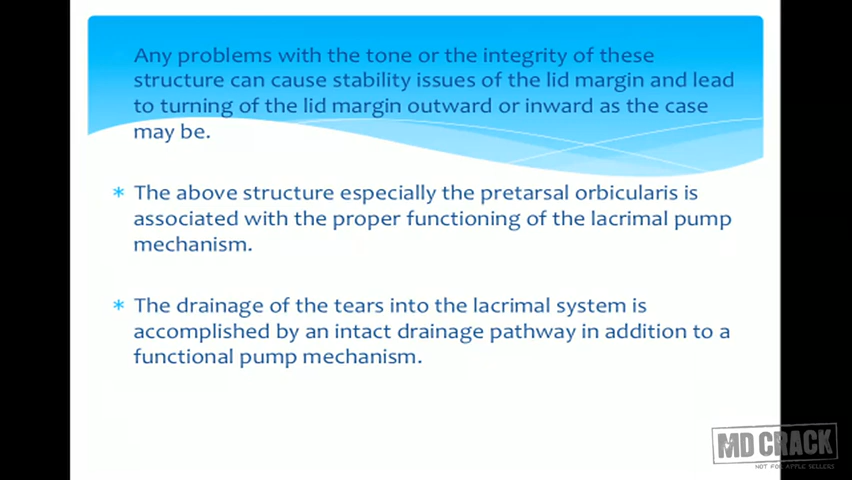 Any problems with the tone or the integrity of these
structure can cause stability issues of the lid margin and lead
to turning of the lid margin outward or inward as the case
may be.
* The above structure especially the pretarsal orbicularis is
associated with the proper functioning of the lacrimal pump
mechanism.
* The drainage of the tears into the lacrimal system is
accomplished by an intact drainage pathway in addition to a
functional pump mechanism.
MD CRACK
NOT FOR APPLE SELLERS